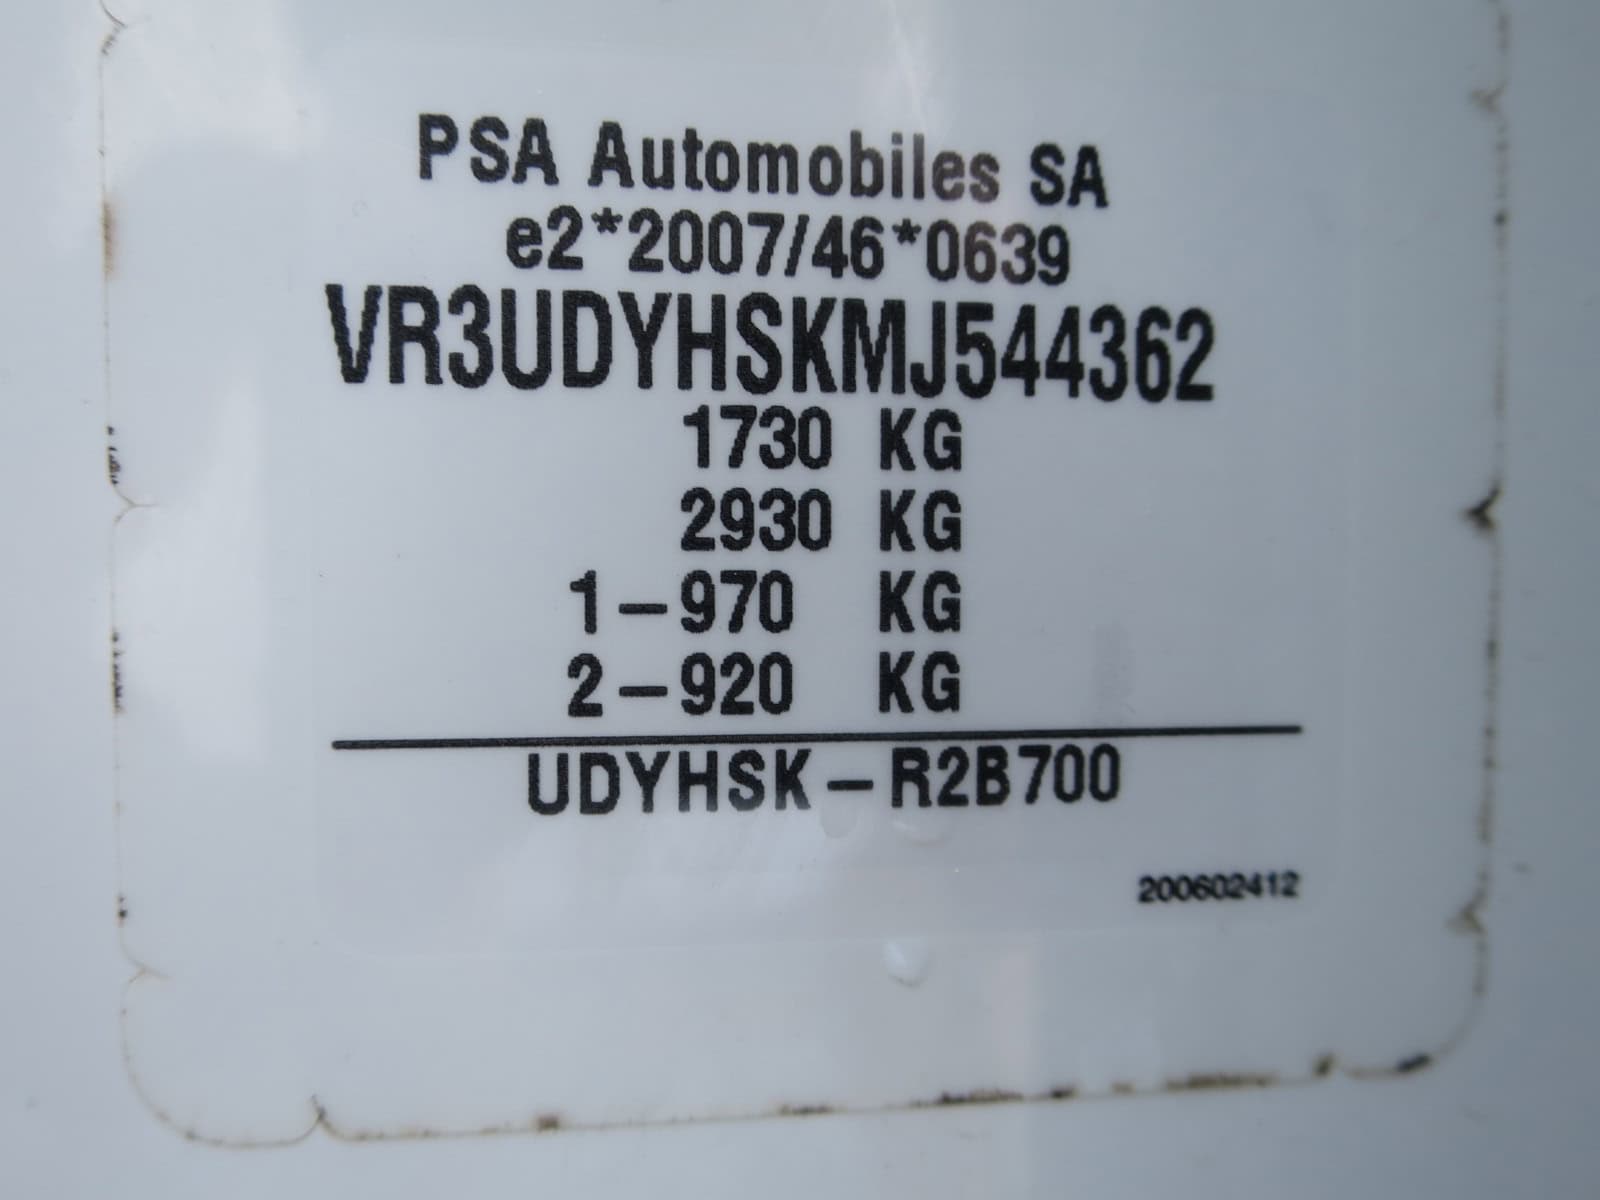 PSA Automobiles SA
e2*2007/46*0639
VR3UDYHSKMJ544362
1730 KG
2930 KG
1-970 KG
2-920 KG
UDYHSK-R2B700
200602412